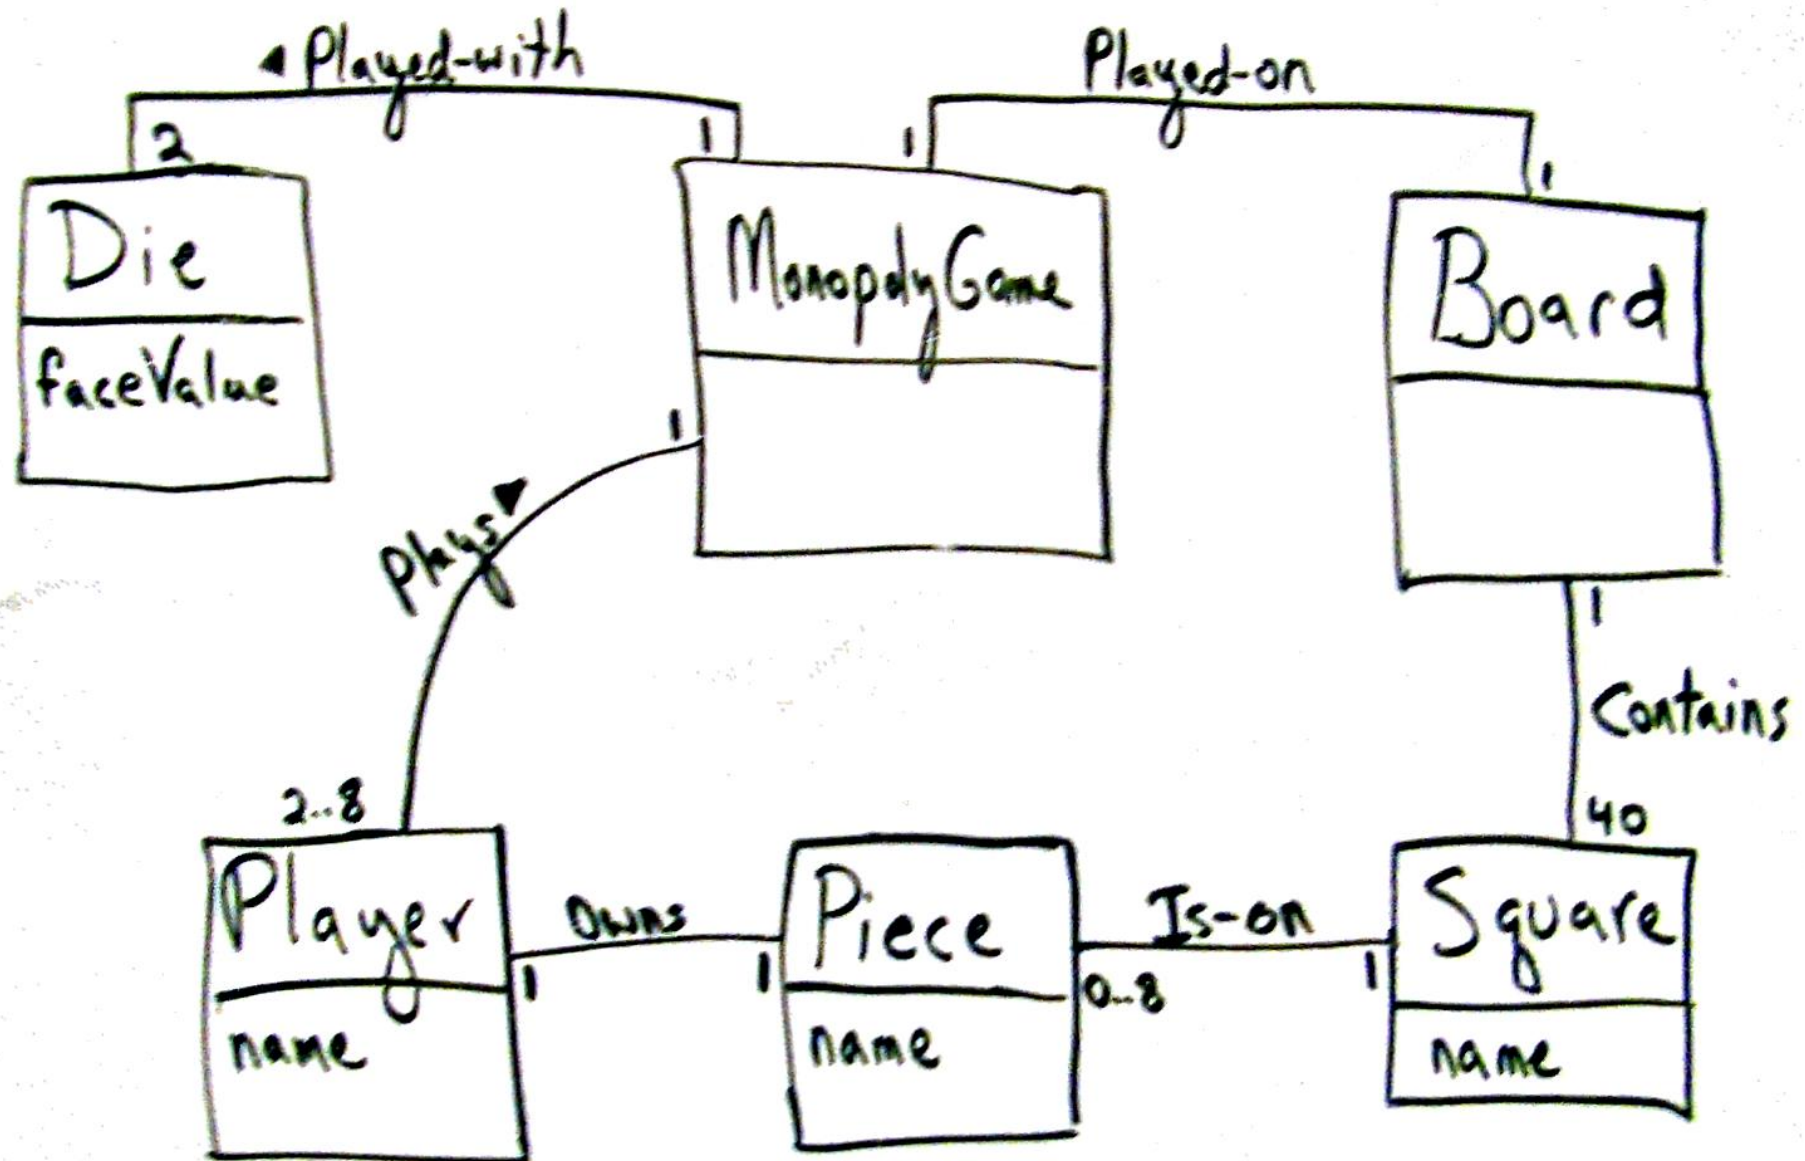 ◄ Played-with
Played-on
2
1
1
1
Die
faceValue
MonopolyGame
Board
1
Plays ►
1
Contains
2..8
40
Player
name
Owns
1
1
Piece
name
Is-on
0..8
1
Square
name